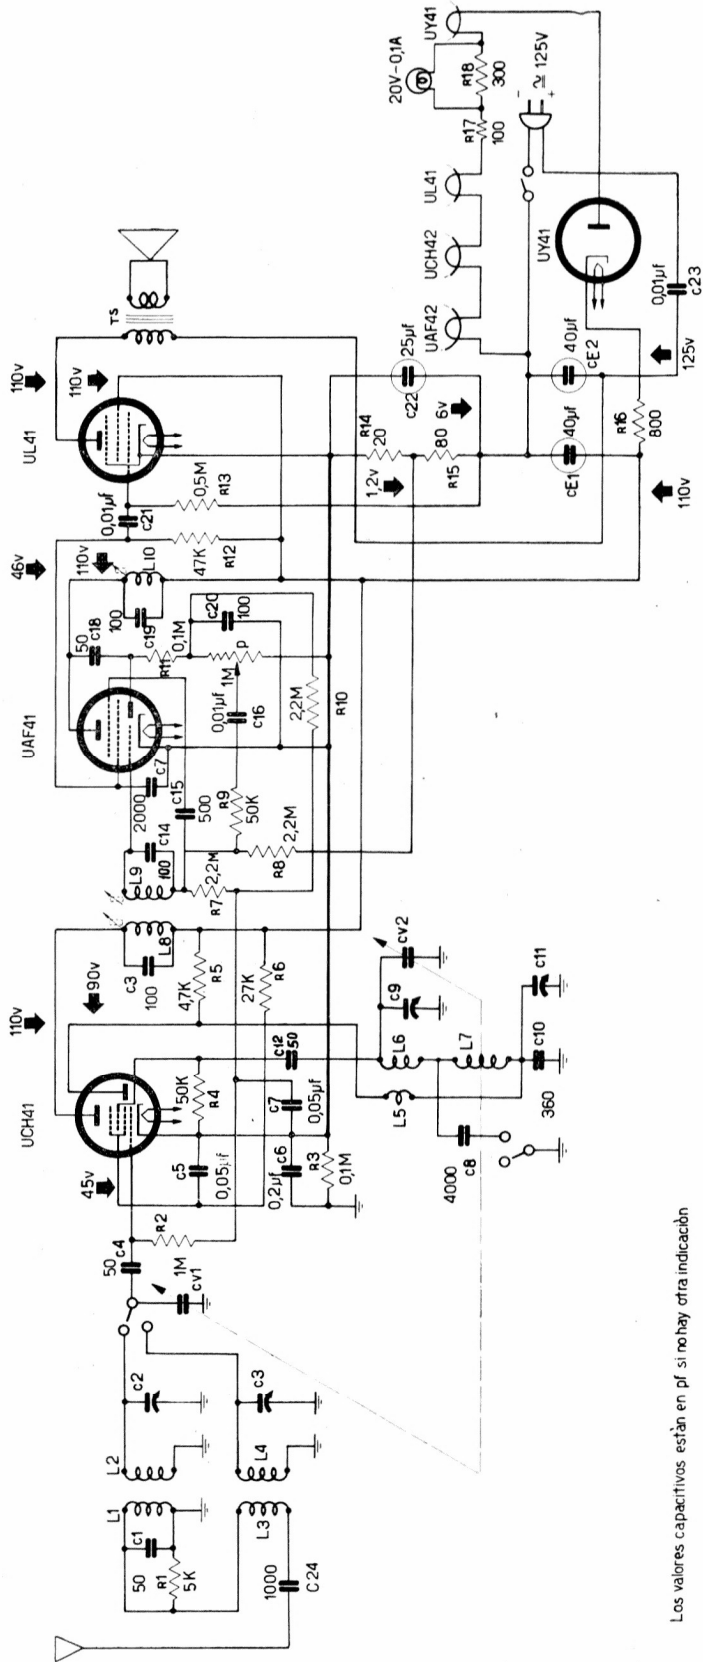 UCH41
110v
UAF41
46v
UL41
110v
110v
TS
45v
90v
110v
L10
L9
L8
c3
100
c14
100
2000
c7
50
c18
100
c19
0,1M
R11
c20
100
1M
P
0,01µf
c16
0,01µf
c21
0,5M
R13
47K
R12
2,2M
R10
c15
500
R9
50K
2,2M
R8
2,2M
R7
R5
4,7K
R6
27K
50K
R4
c12
50
c7
0,05µf
c5
0,05µf
c6
0,2µf
R3
0,1M
50
c4
R2
1M
cv1
c2
c3
L2
L4
L1
L3
c1
50
R1
5K
1000
C24
L5
L6
L7
c9
cv2
c11
c10
360
4000
c8
R14
20
1,2v
80
R15
6v
c22
25µf
UAF42
UCH42
UL41
R17
100
R18
300
20V-0,1A
UY41
- + ≅ 125V
UY41
cE1
40µf
40µf
cE2
R16
800
110v
125v
0,01µf
c23
Los valores capacitivos estàn en pf si no hay otra indicaciòn